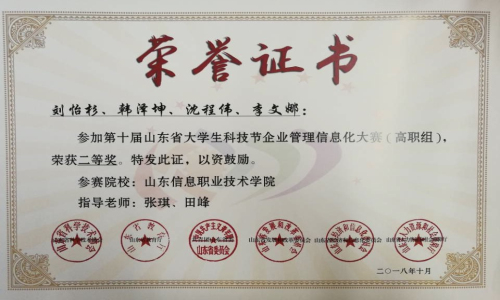 荣誉证书
刘怡杉、韩泽坤、沈程伟、李文娜：
参加第十届山东省大学生科技节企业管理信息化大赛（高职组），
荣获二等奖。特发此证，以资鼓励。
参赛院校：山东信息职业技术学院
指导老师：张琪、田峰
二〇一八年十月